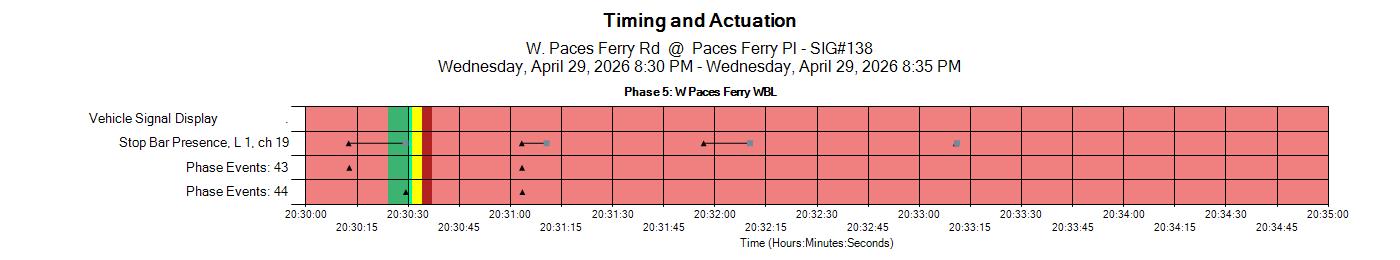 Timing and Actuation
W. Paces Ferry Rd @ Paces Ferry Pl - SIG#138
Wednesday, April 29, 2026 8:30 PM - Wednesday, April 29, 2026 8:35 PM
Phase 5: W Paces Ferry WBL
Vehicle Signal Display .
Stop Bar Presence, L 1, ch 19
Phase Events: 43
Phase Events: 44
20:30:00 20:30:30 20:31:00 20:31:30 20:32:00 20:32:30 20:33:00 20:33:30 20:34:00 20:34:30 20:35:00
20:30:15 20:30:45 20:31:15 20:31:45 20:32:15 20:32:45 20:33:15 20:33:45 20:34:15 20:34:45
Time (Hours:Minutes:Seconds)